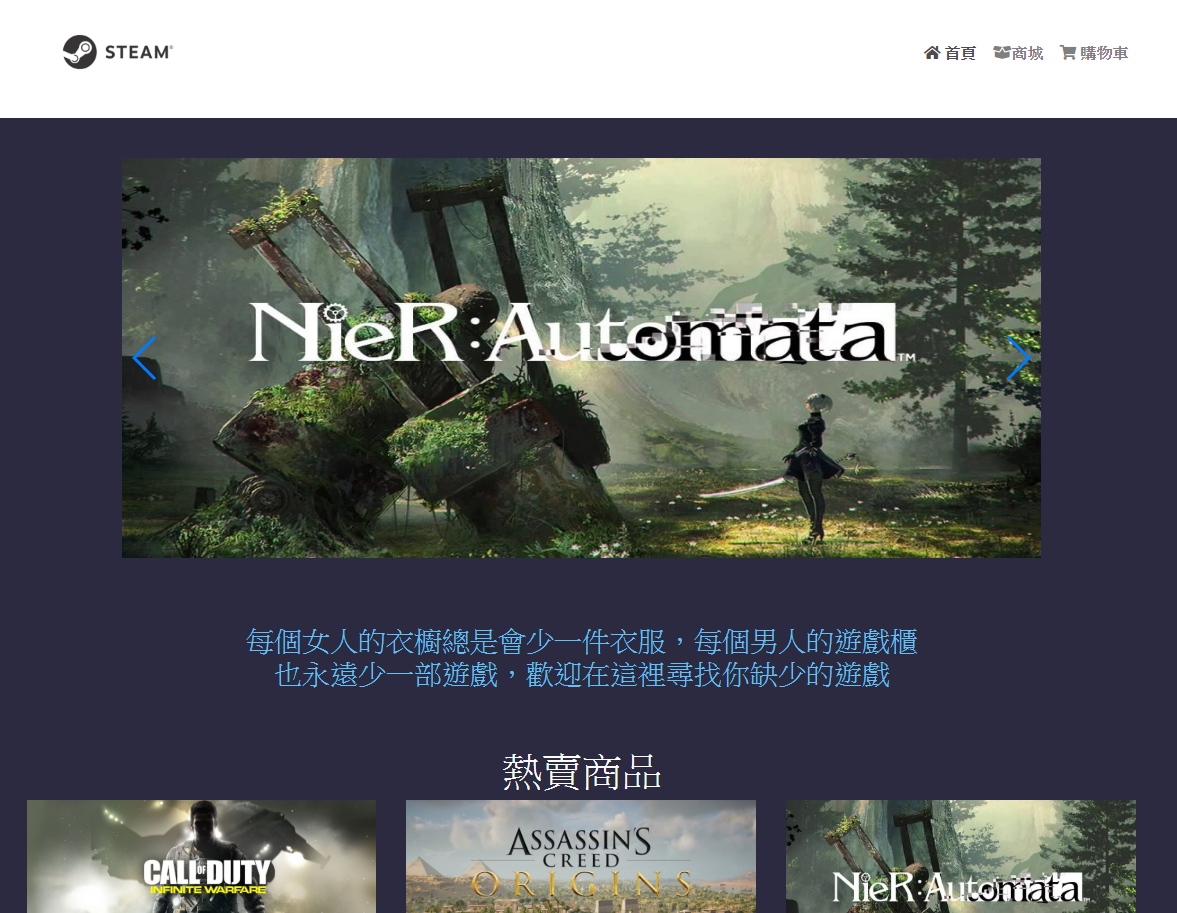 STEAM®
首頁
商城
購物車
NieR:Automata™
每個女人的衣櫥總是會少一件衣服，每個男人的遊戲櫃
也永遠少一部遊戲，歡迎在這裡尋找你缺少的遊戲
熱賣商品
CALL OF DUTY
INFINITE WARFARE
ASSASSIN'S
CREED
ORIGINS
NieR:Automata